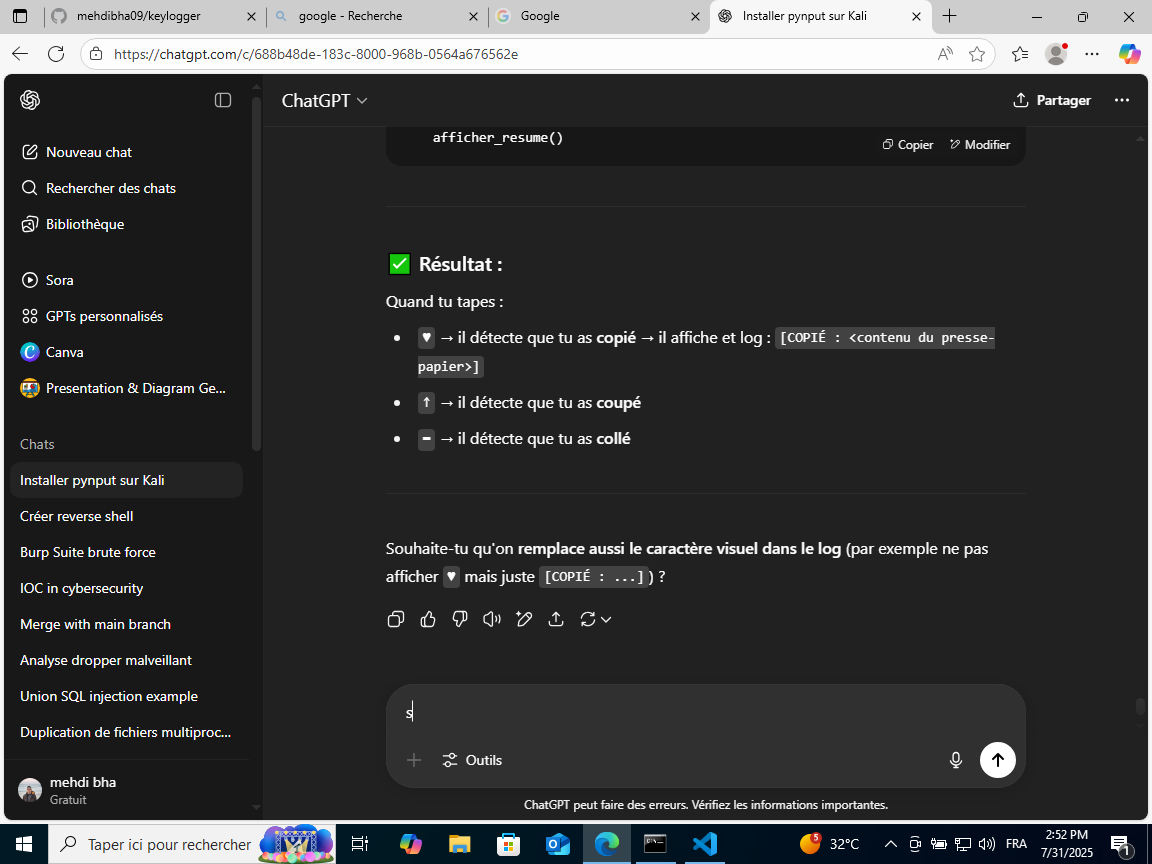 mehdibha09/keylogger
google - Recherche
Google
Installer pynput sur Kali
https://chatgpt.com/c/688b48de-183c-8000-968b-0564a676562e
ChatGPT
Partager
Nouveau chat
Rechercher des chats
Bibliothèque
Sora
GPTs personnalisés
Canva
Presentation & Diagram Ge...
Chats
Installer pynput sur Kali
Créer reverse shell
Burp Suite brute force
IOC in cybersecurity
Merge with main branch
Analyse dropper malveillant
Union SQL injection example
Duplication de fichiers multiproc...
mehdi bha
Gratuit
afficher_resume()
Copier
Modifier
✅ Résultat :
Quand tu tapes :
• ♥ → il détecte que tu as copié → il affiche et log : [COPIÉ : <contenu du presse-
papier>]
• ↑ → il détecte que tu as coupé
• – → il détecte que tu as collé
Souhaite-tu qu'on remplace aussi le caractère visuel dans le log (par exemple ne pas
afficher ♥ mais juste [COPIÉ : ...]) ?
s
Outils
ChatGPT peut faire des erreurs. Vérifiez les informations importantes.
Taper ici pour rechercher
5
32°C
FRA
2:52 PM
7/31/2025
1